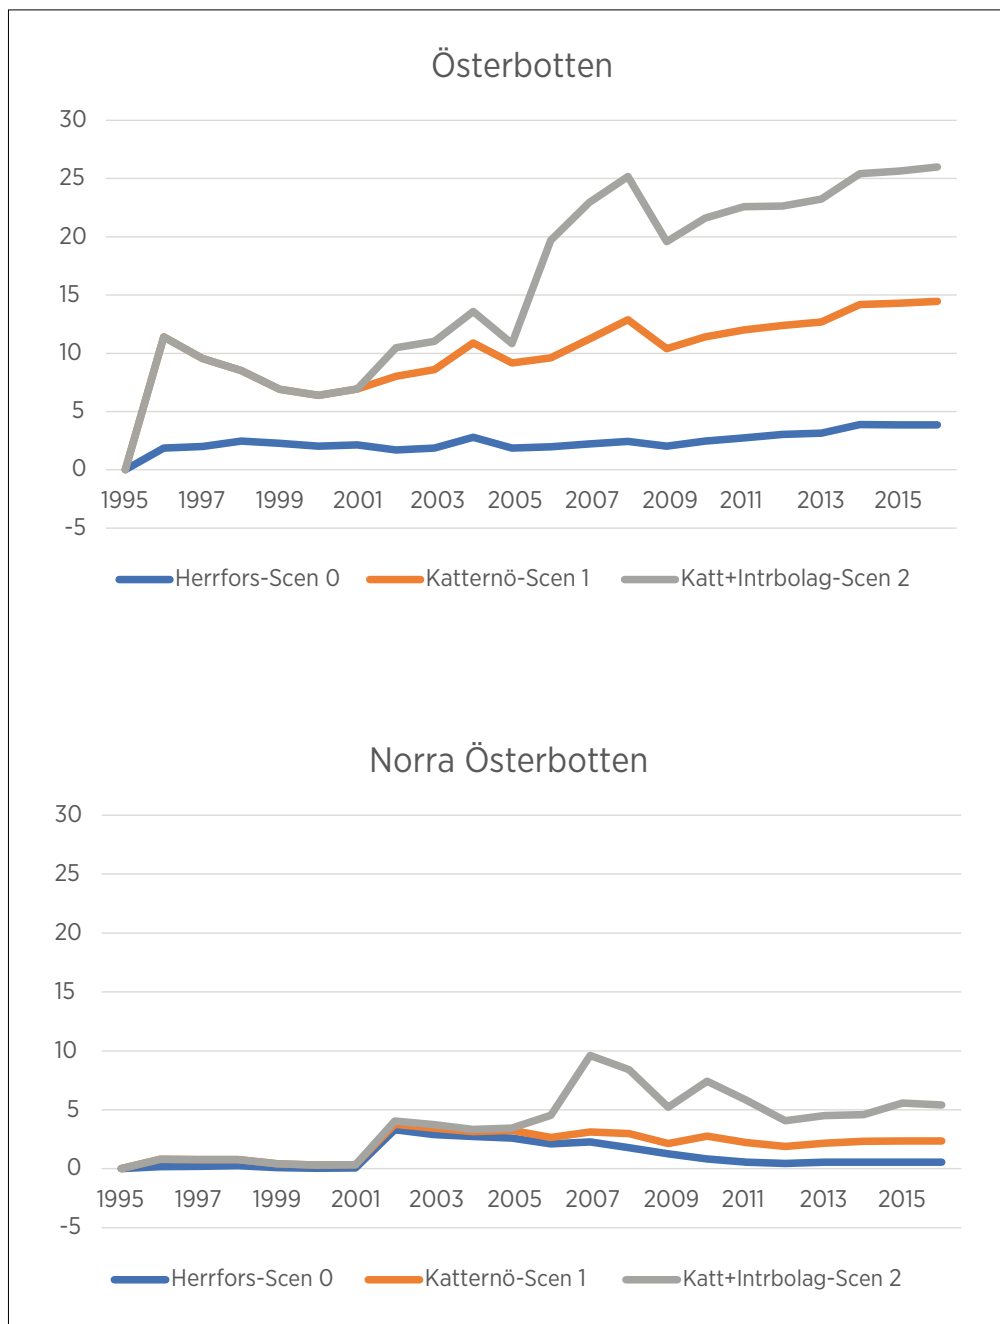 Österbotten
30
25
20
15
10
5
0
1995 1997 1999 2001 2003 2005 2007 2009 2011 2013 2015
-5
Herrfors-Scen 0 Katternö-Scen 1 Katt+Intrbolag-Scen 2
Norra Österbotten
30
25
20
15
10
5
0
1995 1997 1999 2001 2003 2005 2007 2009 2011 2013 2015
-5
Herrfors-Scen 0 Katternö-Scen 1 Katt+Intrbolag-Scen 2